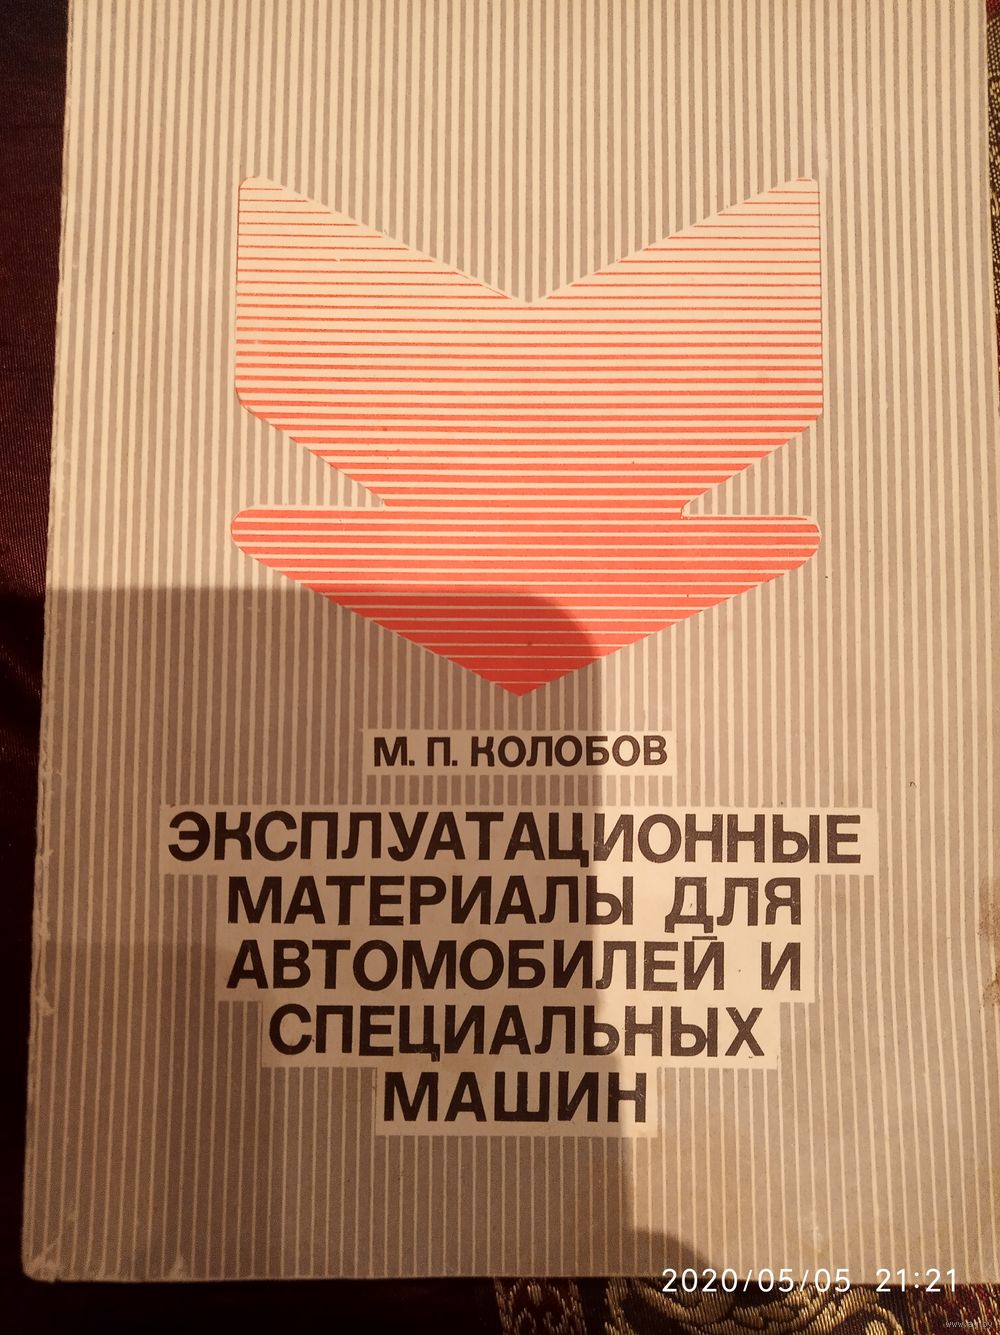 М. П. КОЛОБОВ
ЭКСПЛУАТАЦИОННЫЕ
МАТЕРИАЛЫ ДЛЯ
АВТОМОБИЛЕЙ И
СПЕЦИАЛЬНЫХ
МАШИН
2020/05/05 21:21